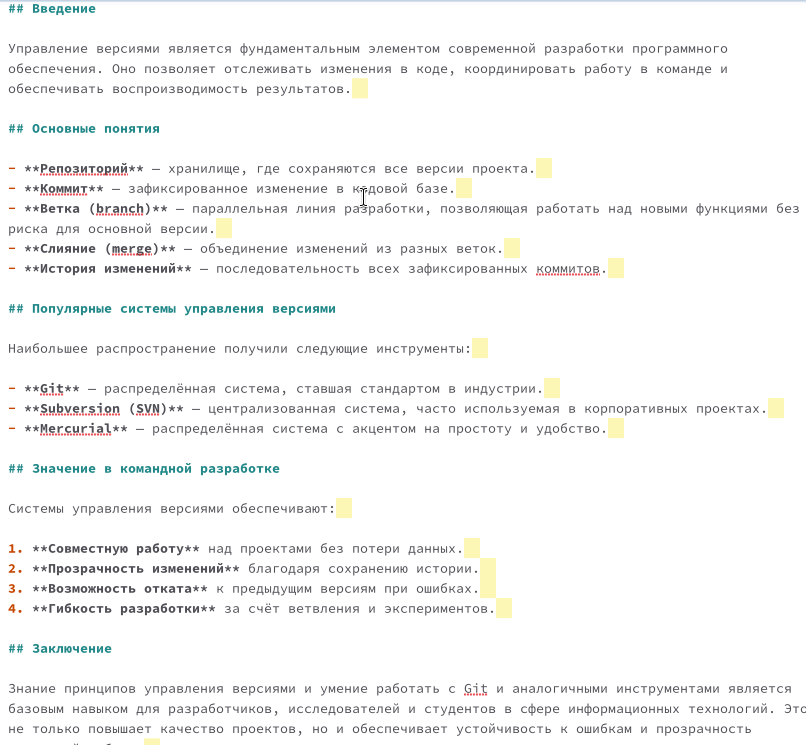 ## Введение
Управление версиями является фундаментальным элементом современной разработки программного
обеспечения. Оно позволяет отслеживать изменения в коде, координировать работу в команде и
обеспечивать воспроизводимость результатов.
## Основные понятия
- **Репозиторий** — хранилище, где сохраняются все версии проекта.
- **Коммит** — зафиксированное изменение в кодовой базе.
- **Ветка (branch)** — параллельная линия разработки, позволяющая работать над новыми функциями без
риска для основной версии.
- **Слияние (merge)** — объединение изменений из разных веток.
- **История изменений** — последовательность всех зафиксированных коммитов.
## Популярные системы управления версиями
Наибольшее распространение получили следующие инструменты:
- **Git** — распределённая система, ставшая стандартом в индустрии.
- **Subversion (SVN)** — централизованная система, часто используемая в корпоративных проектах.
- **Mercurial** — распределённая система с акцентом на простоту и удобство.
## Значение в командной разработке
Системы управления версиями обеспечивают:
1. **Совместную работу** над проектами без потери данных.
2. **Прозрачность изменений** благодаря сохранению истории.
3. **Возможность отката** к предыдущим версиям при ошибках.
4. **Гибкость разработки** за счёт ветвления и экспериментов.
## Заключение
Знание принципов управления версиями и умение работать с Git и аналогичными инструментами является
базовым навыком для разработчиков, исследователей и студентов в сфере информационных технологий. Это
не только повышает качество проектов, но и обеспечивает устойчивость к ошибкам и прозрачность